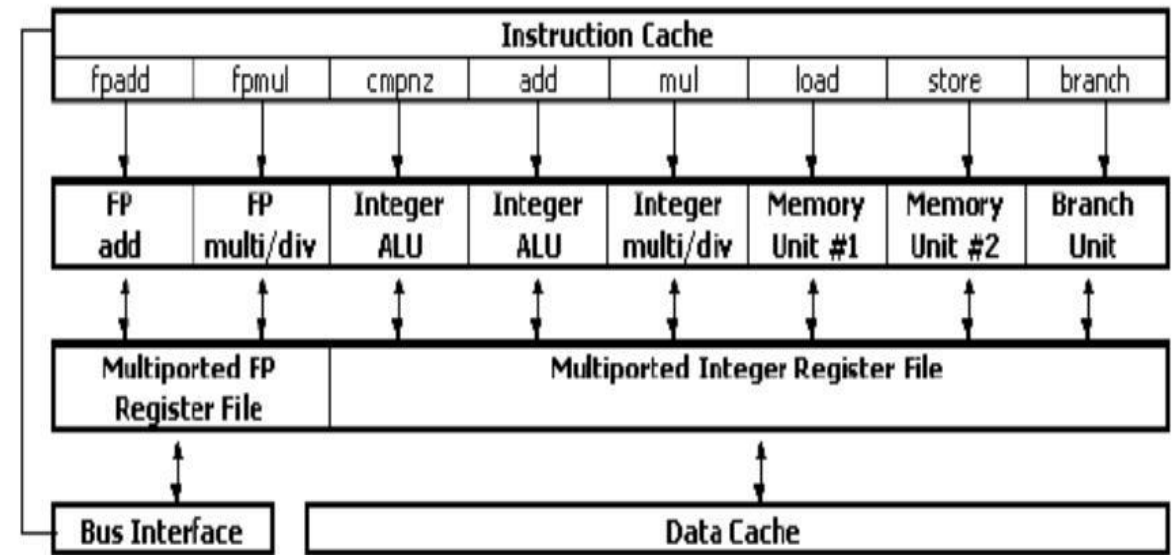 Instruction Cache
fpadd fpmul cmpnz add mul load store branch
FP FP Integer Integer Integer Memory Memory Branch
add multi/div ALU ALU multi/div Unit #1 Unit #2 Unit
Multiported FP Multiported Integer Register File
Register File
Bus Interface Data Cache